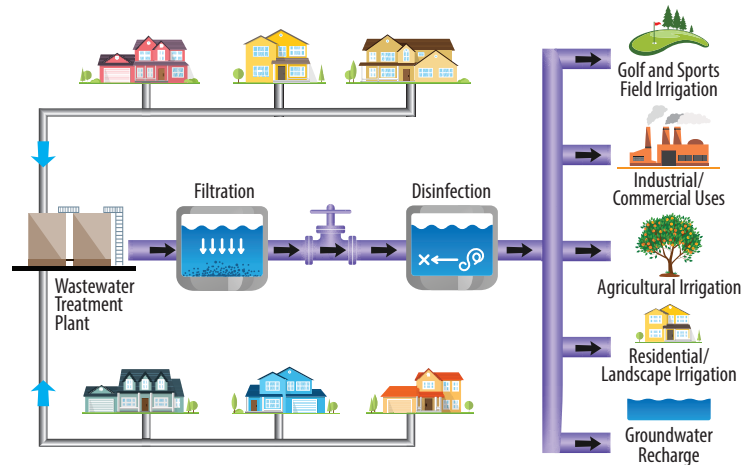 Golf and Sports
Field Irrigation
Filtration
Disinfection
Industrial/
Commercial Uses
Wastewater
Treatment
Plant
Agricultural Irrigation
Residential/
Landscape Irrigation
Groundwater
Recharge